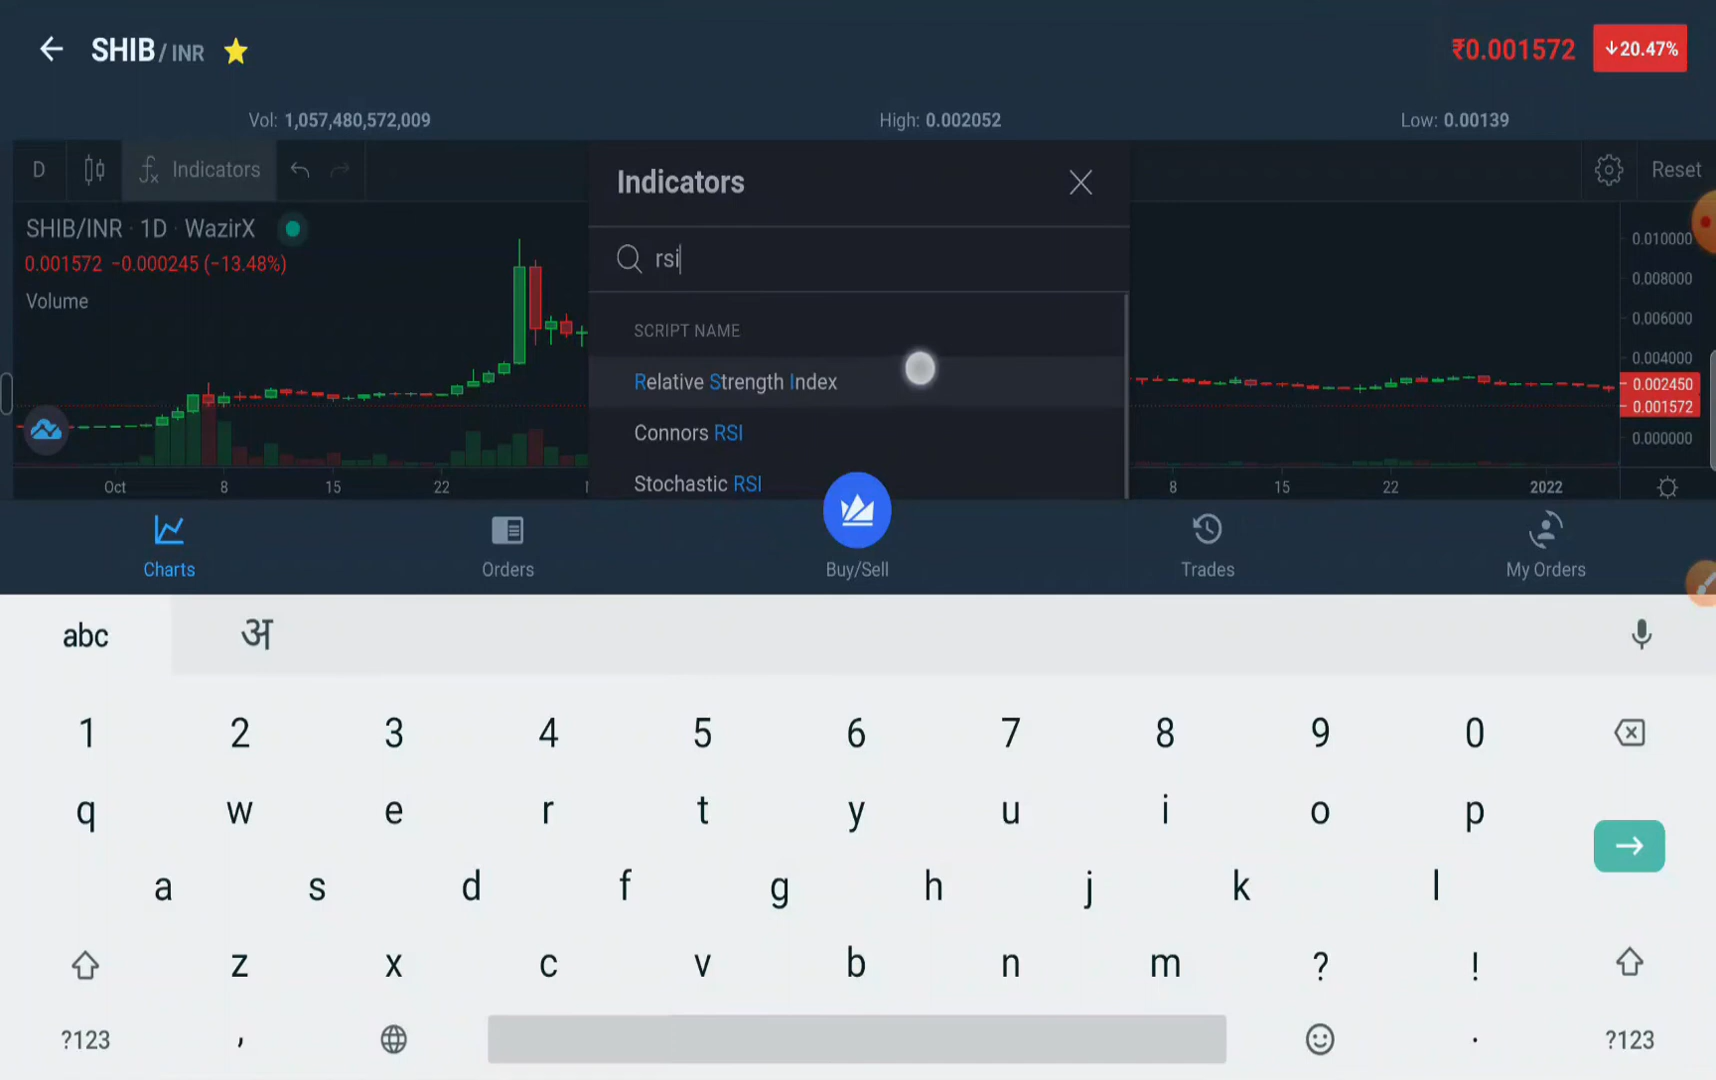 SHIB / INR
₹0.001572 ↓20.47%
Vol: 1,057,480,572,009 High: 0.002052 Low: 0.00139
D Indicators Reset
Indicators
SHIB/INR · 1D · WazirX
0.001572 −0.000245 (−13.48%)
Volume
rsi
SCRIPT NAME
Relative Strength Index
Connors RSI
Stochastic RSI
0.010000
0.008000
0.006000
0.004000
0.002450
0.001572
0.000000
Oct 8 15 22 8 15 22 2022
Charts Orders Buy/Sell Trades My Orders
abc अ
1 2 3 4 5 6 7 8 9 0
q w e r t y u i o p
a s d f g h j k l
z x c v b n m ? !
?123 , . ?123